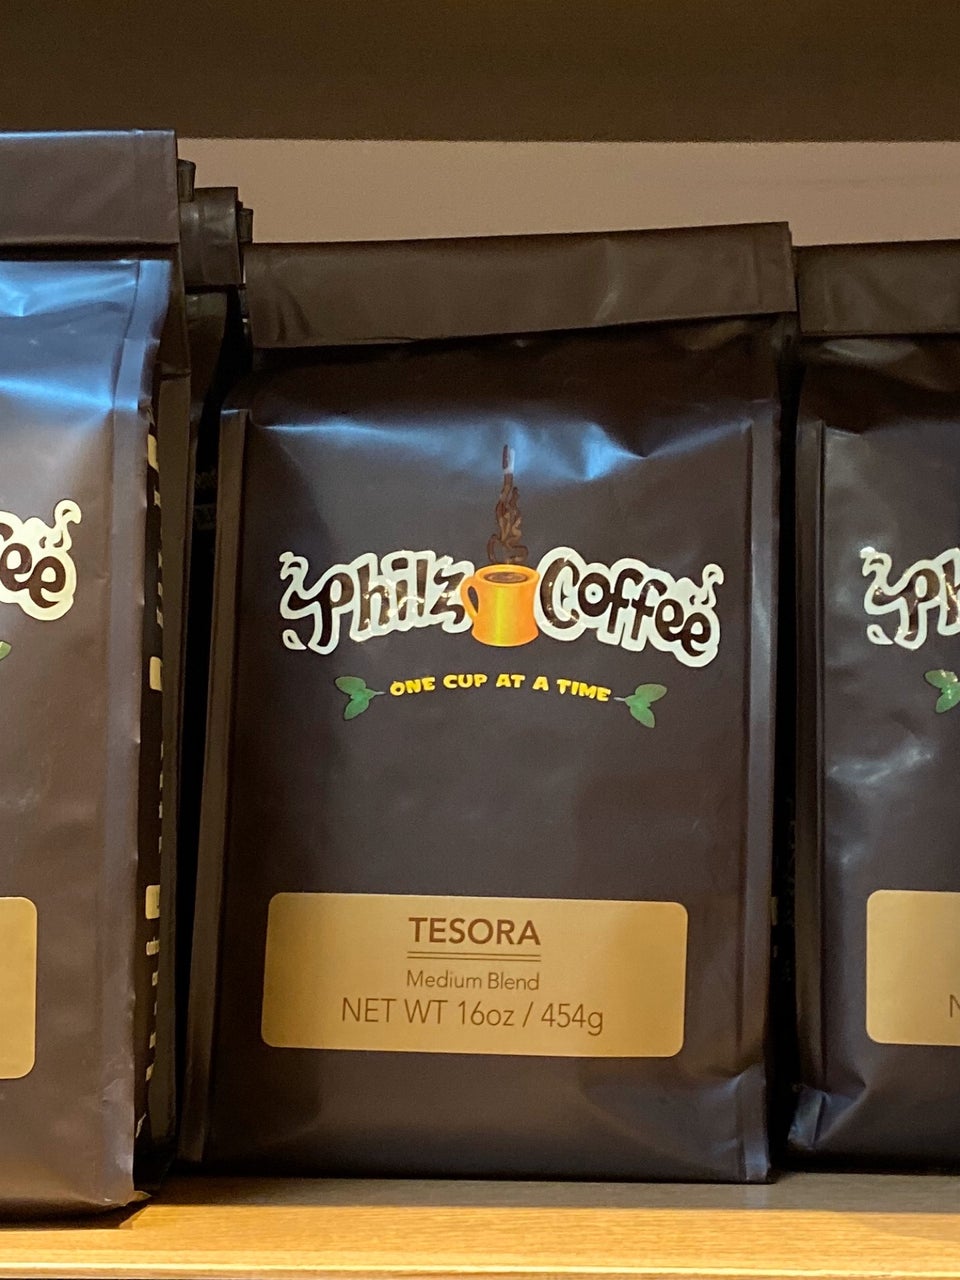 Philz Coffee
ONE CUP AT A TIME
TESORA
Medium Blend
NET WT 16oz / 454g